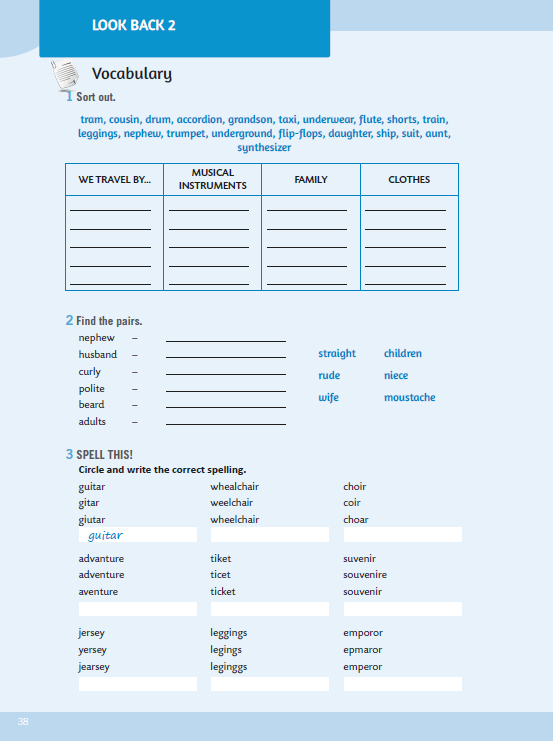 LOOK BACK 2
Vocabulary
1 Sort out.
tram, cousin, drum, accordion, grandson, taxi, underwear, flute, shorts, train,
leggings, nephew, trumpet, underground, flip-flops, daughter, ship, suit, aunt,
synthesizer
WE TRAVEL BY...
MUSICAL
INSTRUMENTS
FAMILY
CLOTHES
2 Find the pairs.
nephew –
husband –
curly –
polite –
beard –
adults –
straight children
rude niece
wife moustache
3 SPELL THIS!
Circle and write the correct spelling.
guitar whealchair choir
gitar weelchair coir
giutar wheelchair choar
guitar
advanture tiket suvenir
adventure ticet souvenire
aventure ticket souvenir
jersey leggings emporor
yersey legings epmaror
jearsey leginggs emperor
38